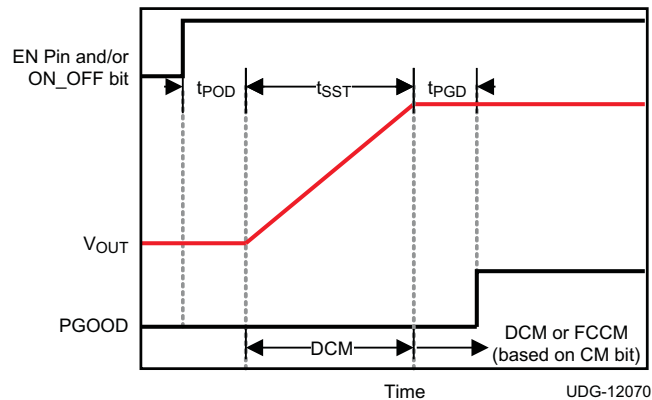 EN Pin and/or
ON_OFF bit
tPOD
tSST
tPGD
VOUT
PGOOD
DCM
DCM or FCCM
(based on CM bit)
Time
UDG-12070